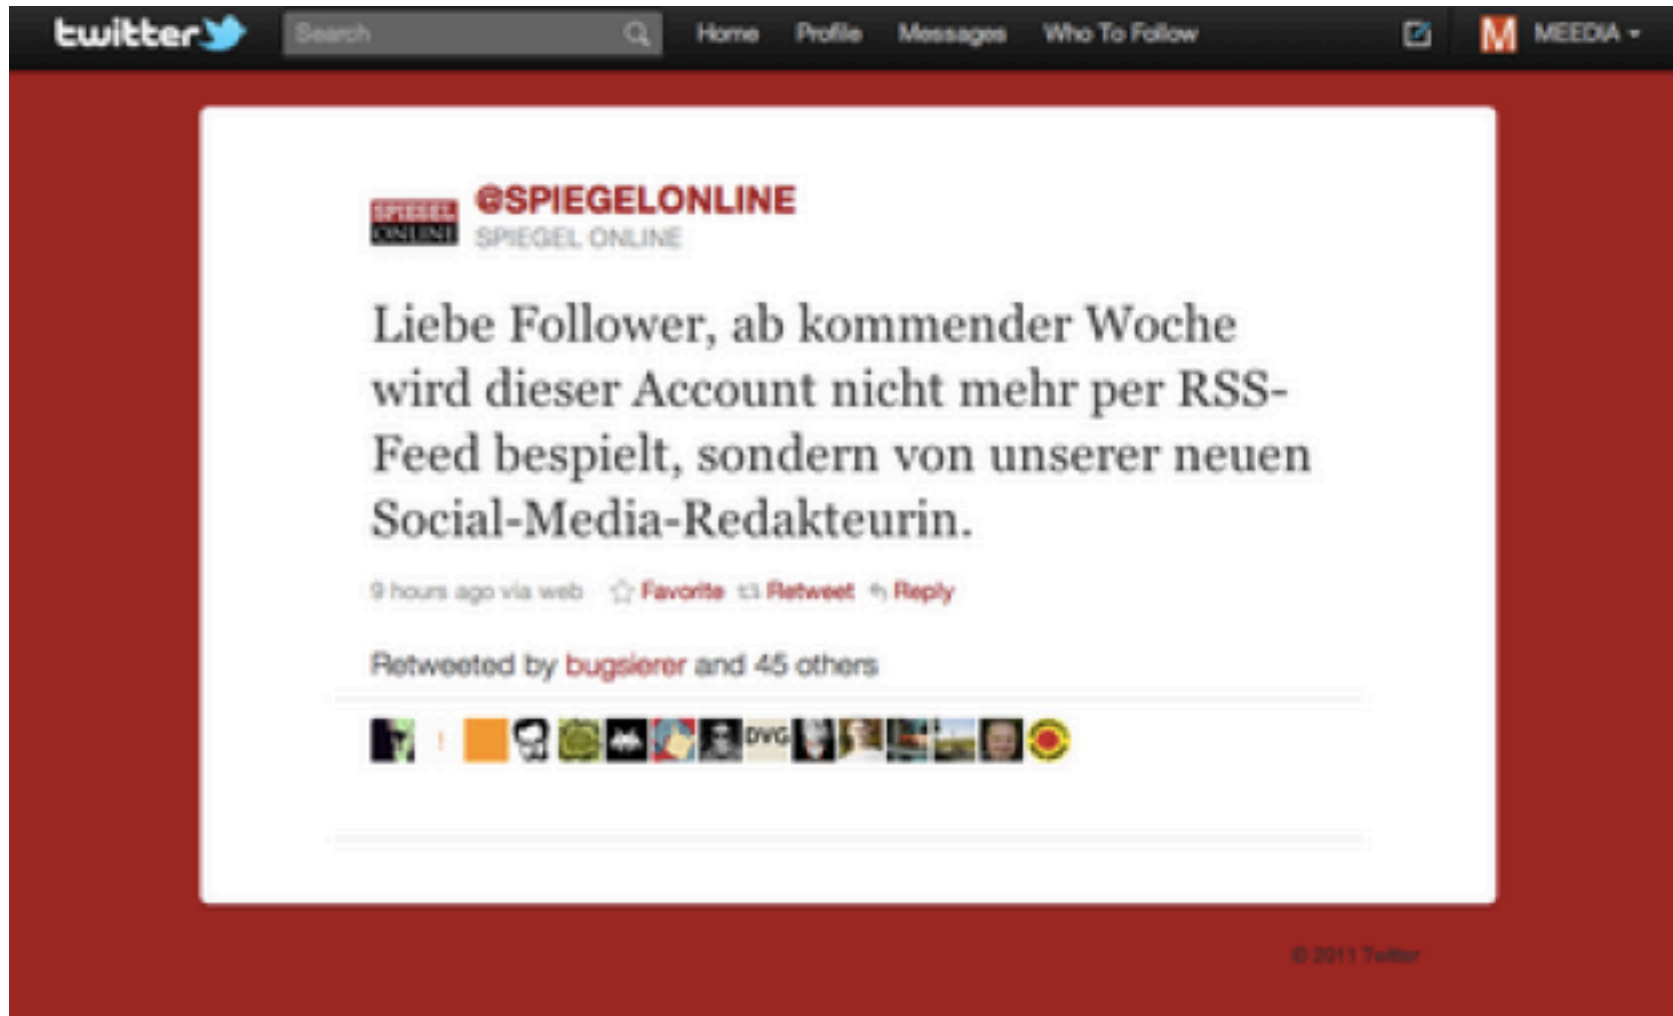 twitter
Search
Home Profile Messages Who To Follow
MEEDIA
SPIEGEL
ONLINE
@SPIEGELONLINE
SPIEGEL ONLINE
Liebe Follower, ab kommender Woche
wird dieser Account nicht mehr per RSS-
Feed bespielt, sondern von unserer neuen
Social-Media-Redakteurin.
9 hours ago via web Favorite Retweet Reply
Retweeted by bugsierer and 45 others
DVG
© 2011 Twitter